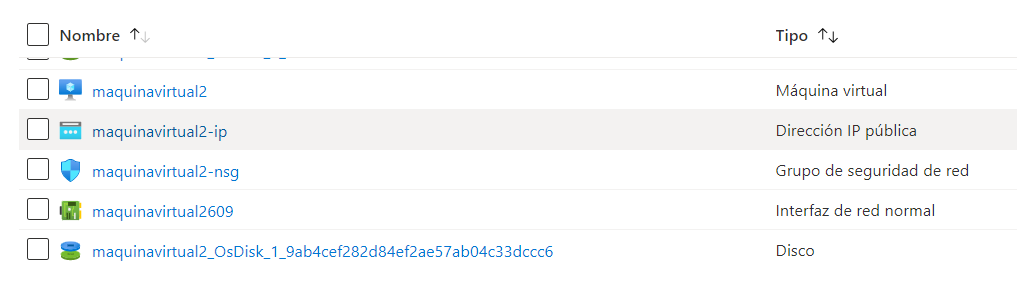 Nombre ↑↓ Tipo ↑↓
maquinavirtual2 Máquina virtual
maquinavirtual2-ip Dirección IP pública
maquinavirtual2-nsg Grupo de seguridad de red
maquinavirtual2609 Interfaz de red normal
maquinavirtual2_OsDisk_1_9ab4cef282d84ef2ae57ab04c33dccc6 Disco